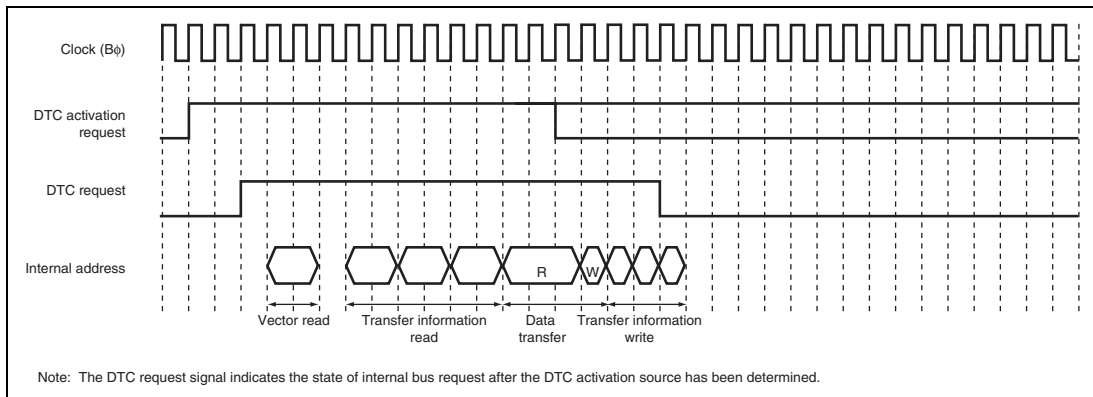 Clock (Bφ)
DTC activation
request
DTC request
Internal address
R
W
Vector read
Transfer information
read
Data
transfer
Transfer information
write
Note: The DTC request signal indicates the state of internal bus request after the DTC activation source has been determined.